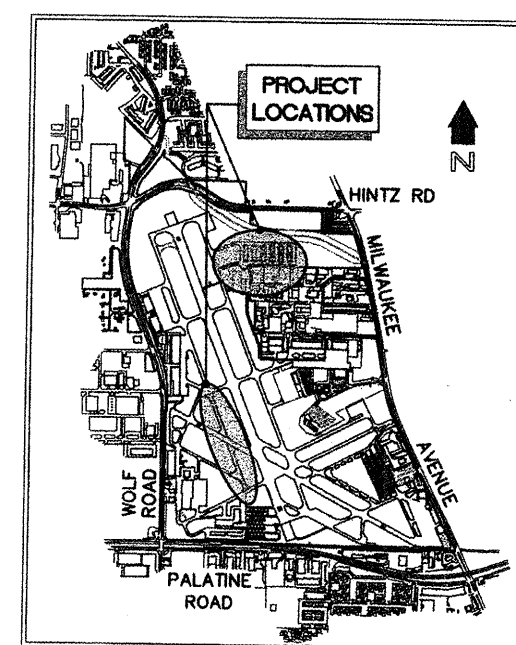 PROJECT
LOCATIONS
N
HINTZ RD
MILWAUKEE
AVENUE
WOLF
ROAD
PALATINE
ROAD